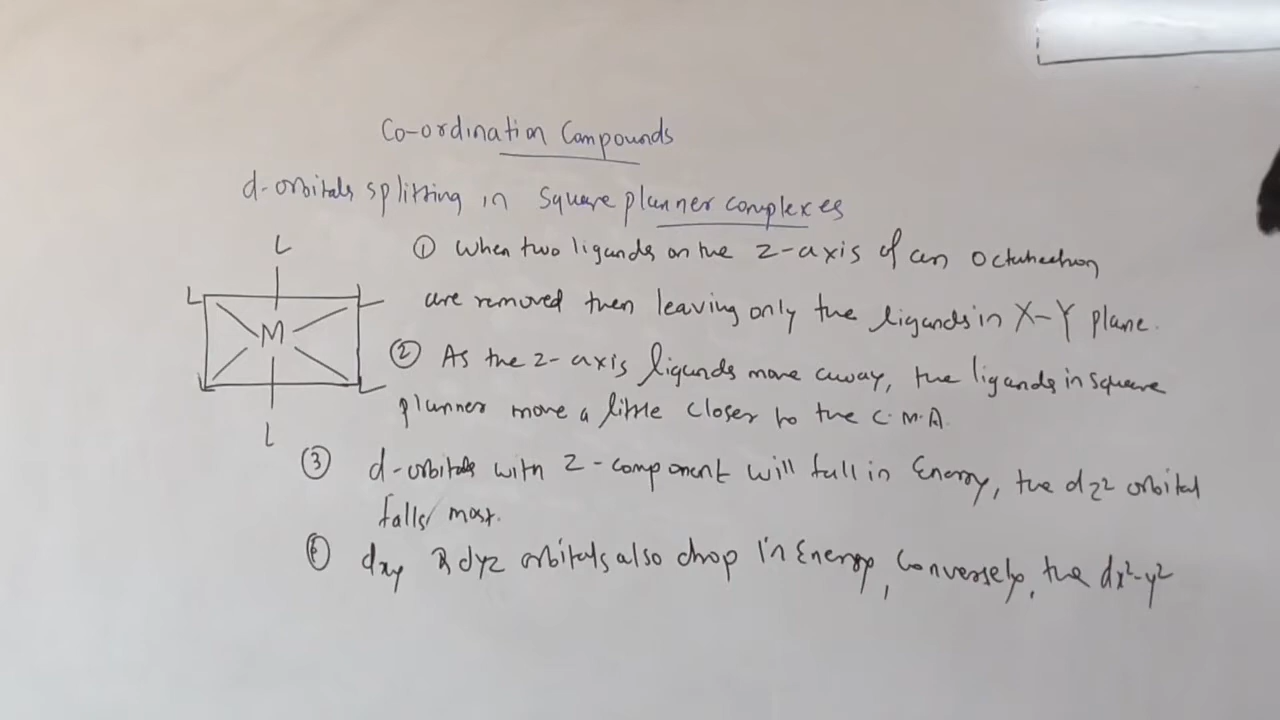 Co-ordination Compounds
d-orbitals splitting in square planner complexes
L
① When two ligands on the Z-axis of an octahedron
L L
are removed then leaving only the ligands in X-Y plane.
M
② As the Z-axis ligands move away, the ligands in square
L L
planner move a little closer to the C.M.A.
L
③ d-orbitals with Z-component will fall in Energy, the dz² orbital
falls most.
dxy & dyz orbitals also drop in Energy, Conversely, the dx²-y²